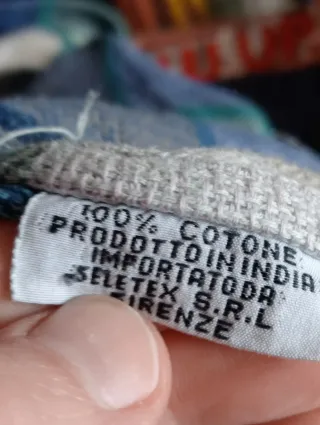 100% COTONE
PRODOTTO IN INDIA
IMPORTATO DA
SELETEX S.R.L
FIRENZE